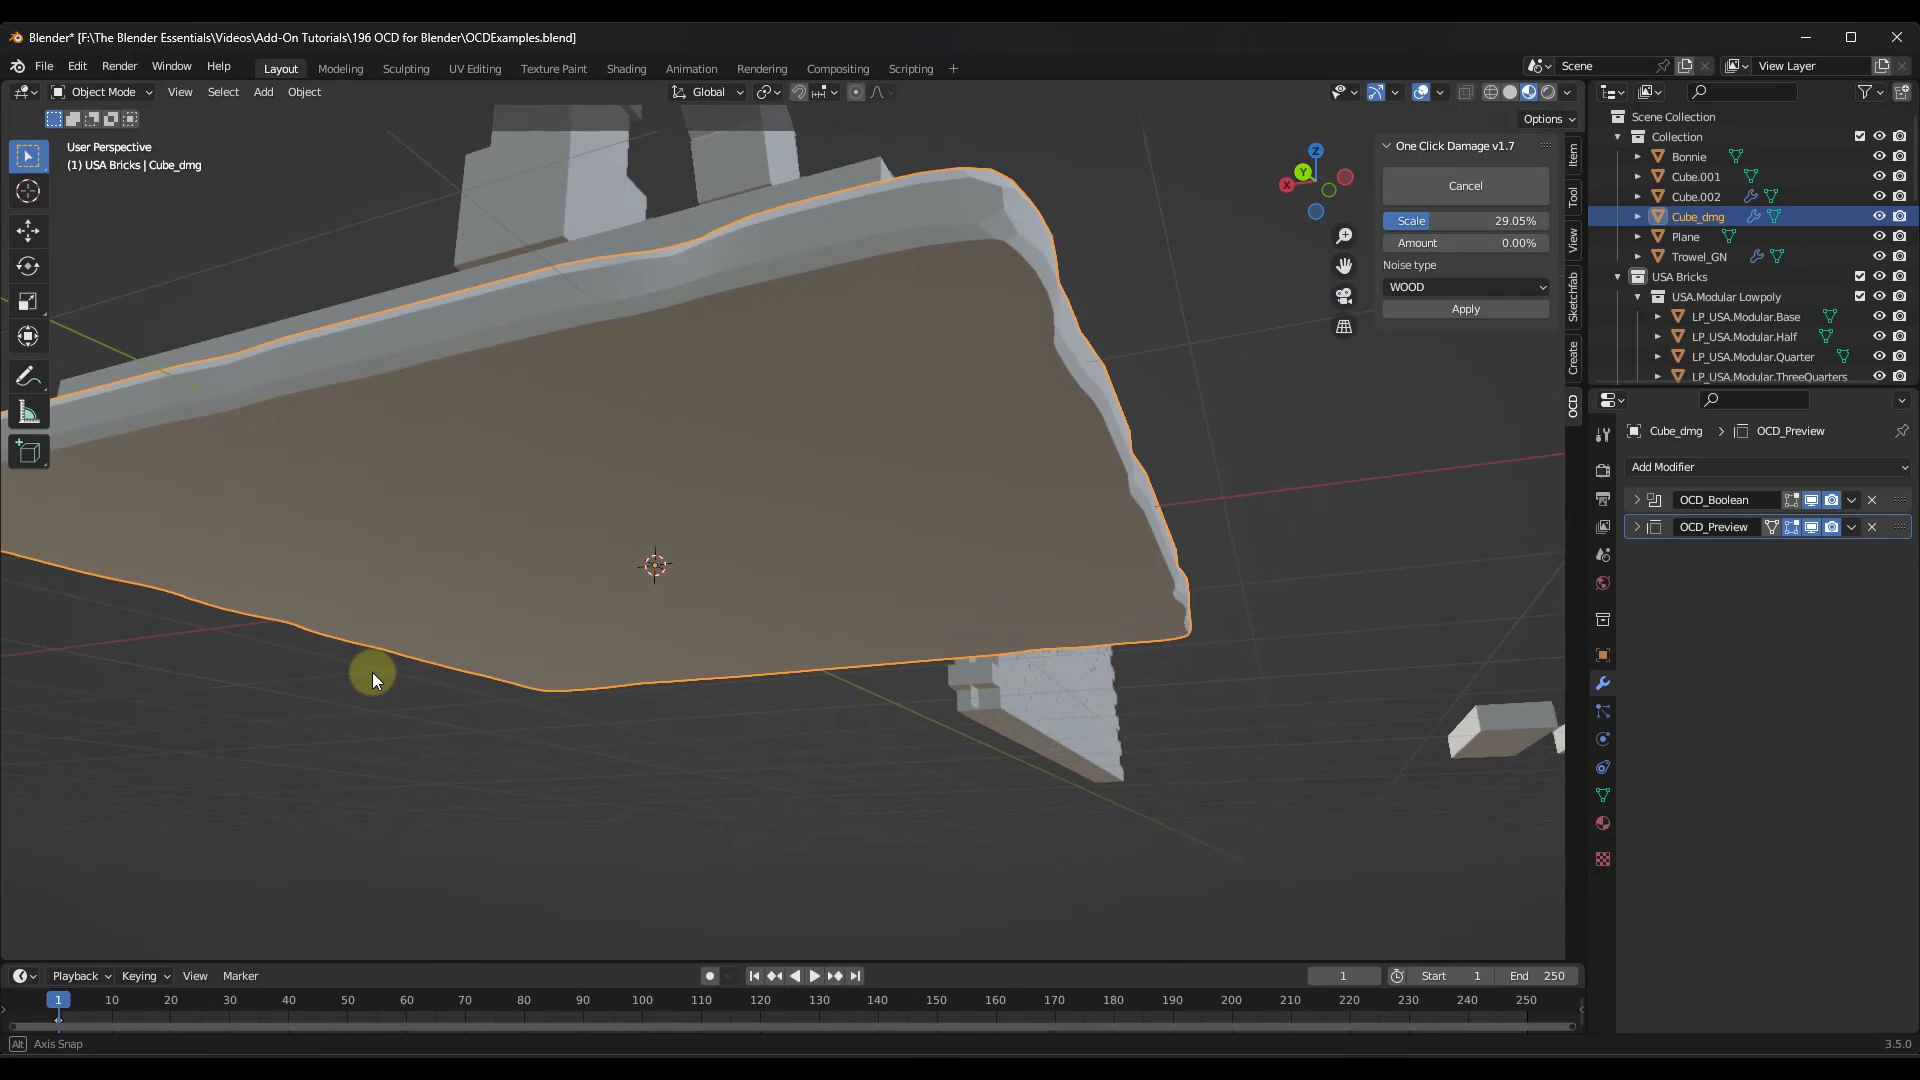 Blender* [F:\The Blender Essentials\Videos\Add-On Tutorials\196 OCD for Blender\OCDExamples.blend]
File Edit Render Window Help Layout Modeling Sculpting UV Editing Texture Paint Shading Animation Rendering Compositing Scripting + Scene View Layer
Object Mode View Select Add Object Global
Options
User Perspective
(1) USA Bricks | Cube_dmg
Z
Y
X
One Click Damage v1.7
Cancel
Scale 29.05%
Amount 0.00%
Noise type
WOOD
Apply
Item
Tool
View
Sketchfab
Create
OCD
Scene Collection
Collection
Bonnie
Cube.001
Cube.002
Cube_dmg
Plane
Trowel_GN
USA Bricks
USA.Modular Lowpoly
LP_USA.Modular.Base
LP_USA.Modular.Half
LP_USA.Modular.Quarter
LP_USA.Modular.ThreeQuarters
Cube_dmg > OCD_Preview
Add Modifier
OCD_Boolean
OCD_Preview
Playback Keying View Marker 1 Start 1 End 250
1 10 20 30 40 50 60 70 80 90 100 110 120 130 140 150 160 170 180 190 200 210 220 230 240 250
Alt Axis Snap
3.5.0